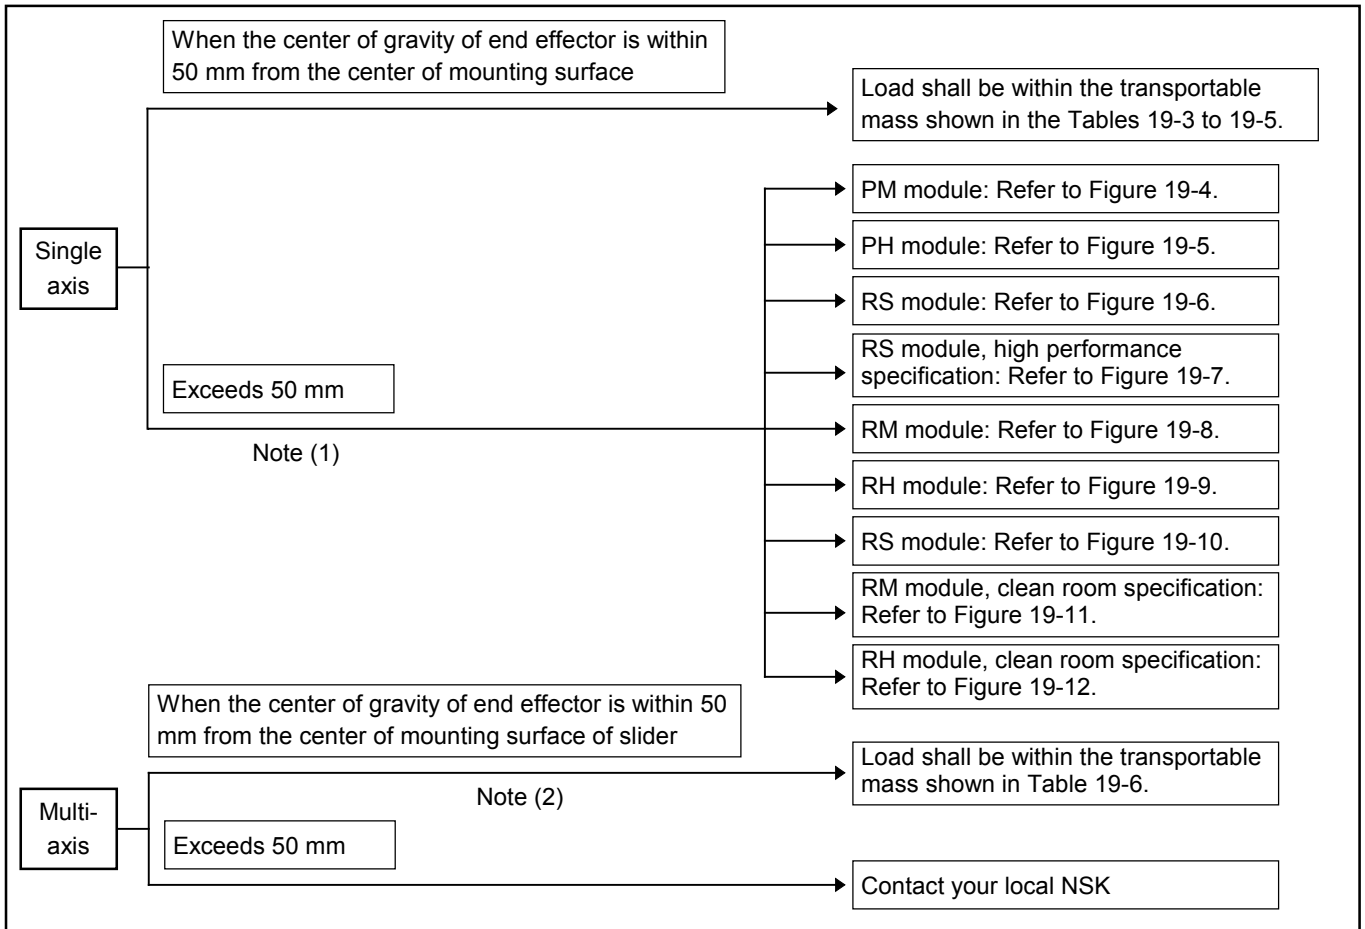 When the center of gravity of end effector is within
50 mm from the center of mounting surface
Load shall be within the transportable
mass shown in the Tables 19-3 to 19-5.
PM module: Refer to Figure 19-4.
PH module: Refer to Figure 19-5.
Single
axis
RS module: Refer to Figure 19-6.
RS module, high performance
specification: Refer to Figure 19-7.
Exceeds 50 mm
RM module: Refer to Figure 19-8.
Note (1)
RH module: Refer to Figure 19-9.
RS module: Refer to Figure 19-10.
RM module, clean room specification:
Refer to Figure 19-11.
RH module, clean room specification:
Refer to Figure 19-12.
When the center of gravity of end effector is within 50
mm from the center of mounting surface of slider
Load shall be within the transportable
mass shown in Table 19-6.
Note (2)
Multi-
axis
Exceeds 50 mm
Contact your local NSK